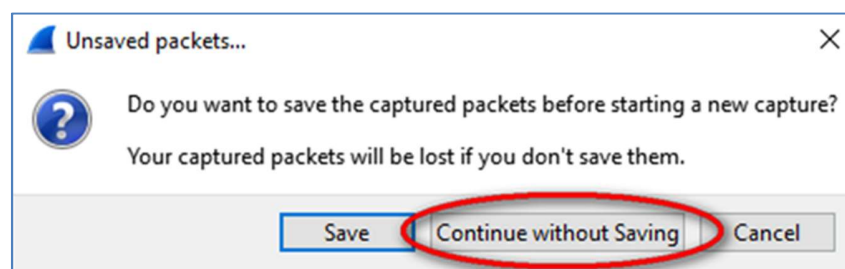 Unsaved packets...
Do you want to save the captured packets before starting a new capture?
Your captured packets will be lost if you don't save them.
Save Continue without Saving Cancel